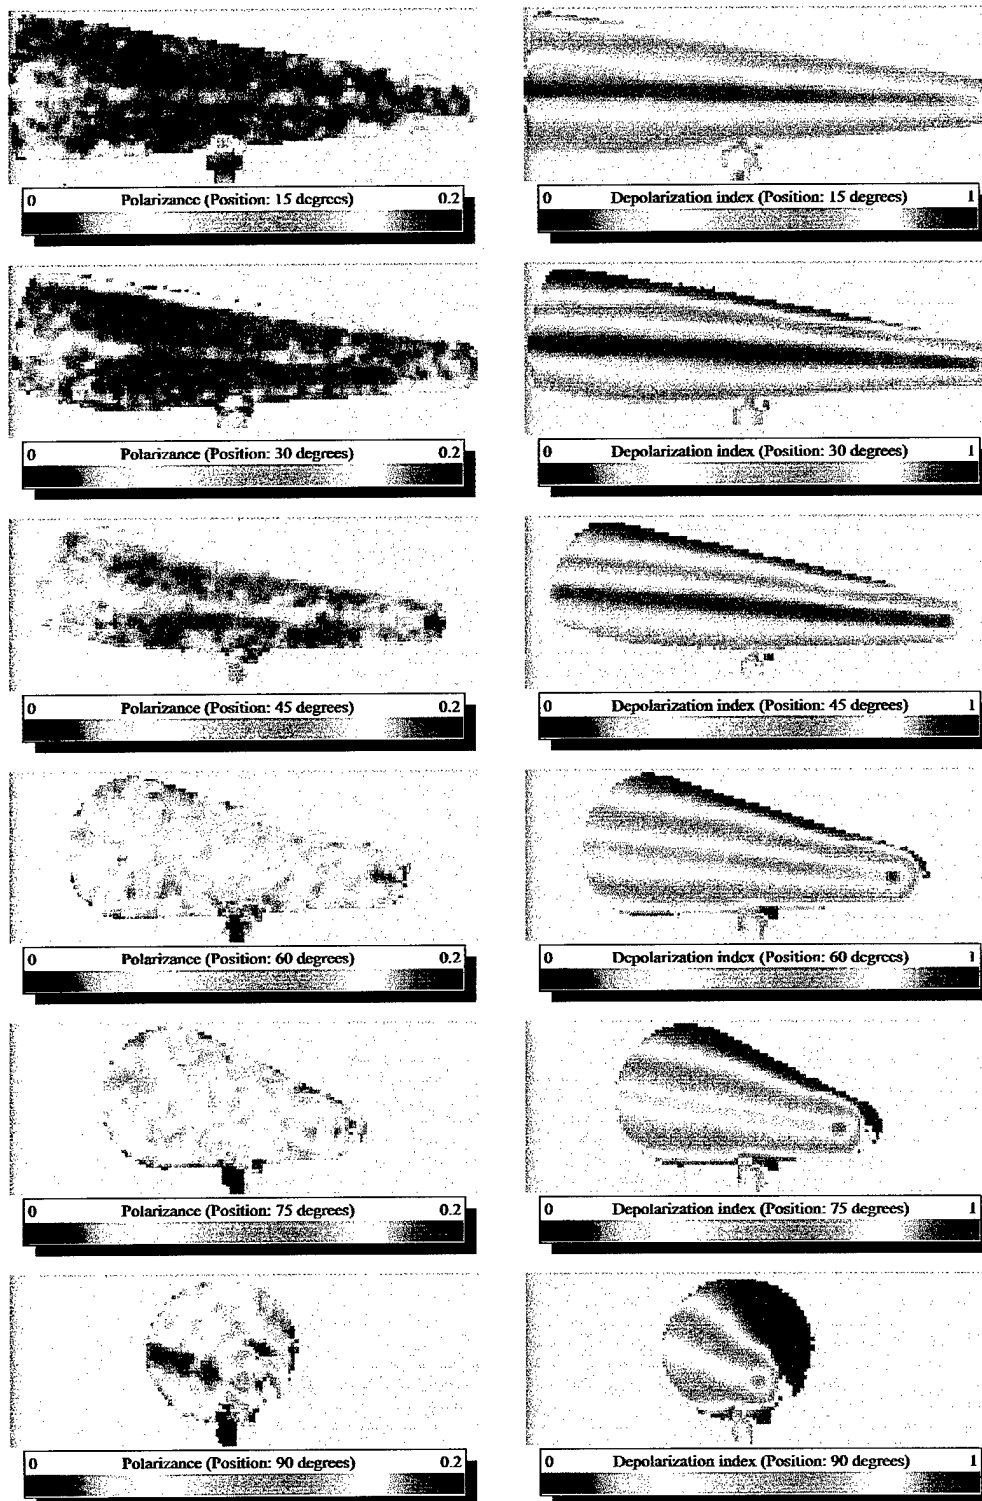 0 Polarizance (Position: 15 degrees) 0.2
0 Depolarization index (Position: 15 degrees) 1
0 Polarizance (Position: 30 degrees) 0.2
0 Depolarization index (Position: 30 degrees) 1
0 Polarizance (Position: 45 degrees) 0.2
0 Depolarization index (Position: 45 degrees) 1
0 Polarizance (Position: 60 degrees) 0.2
0 Depolarization index (Position: 60 degrees) 1
0 Polarizance (Position: 75 degrees) 0.2
0 Depolarization index (Position: 75 degrees) 1
0 Polarizance (Position: 90 degrees) 0.2
0 Depolarization index (Position: 90 degrees) 1